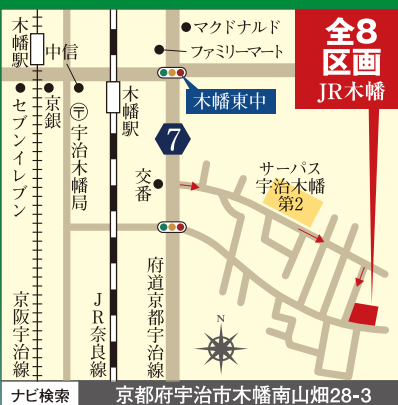 全8
区画
JR木幡
マクドナルド
ファミリーマート
木幡駅
中信
木幡東中
京銀
〒
宇治木幡局
セブンイレブン
木幡駅
7
交番
サーパス
宇治木幡
第2
京阪宇治線
JR奈良線
府道京都宇治線
N
ナビ検索 京都府宇治市木幡南山畑28-3